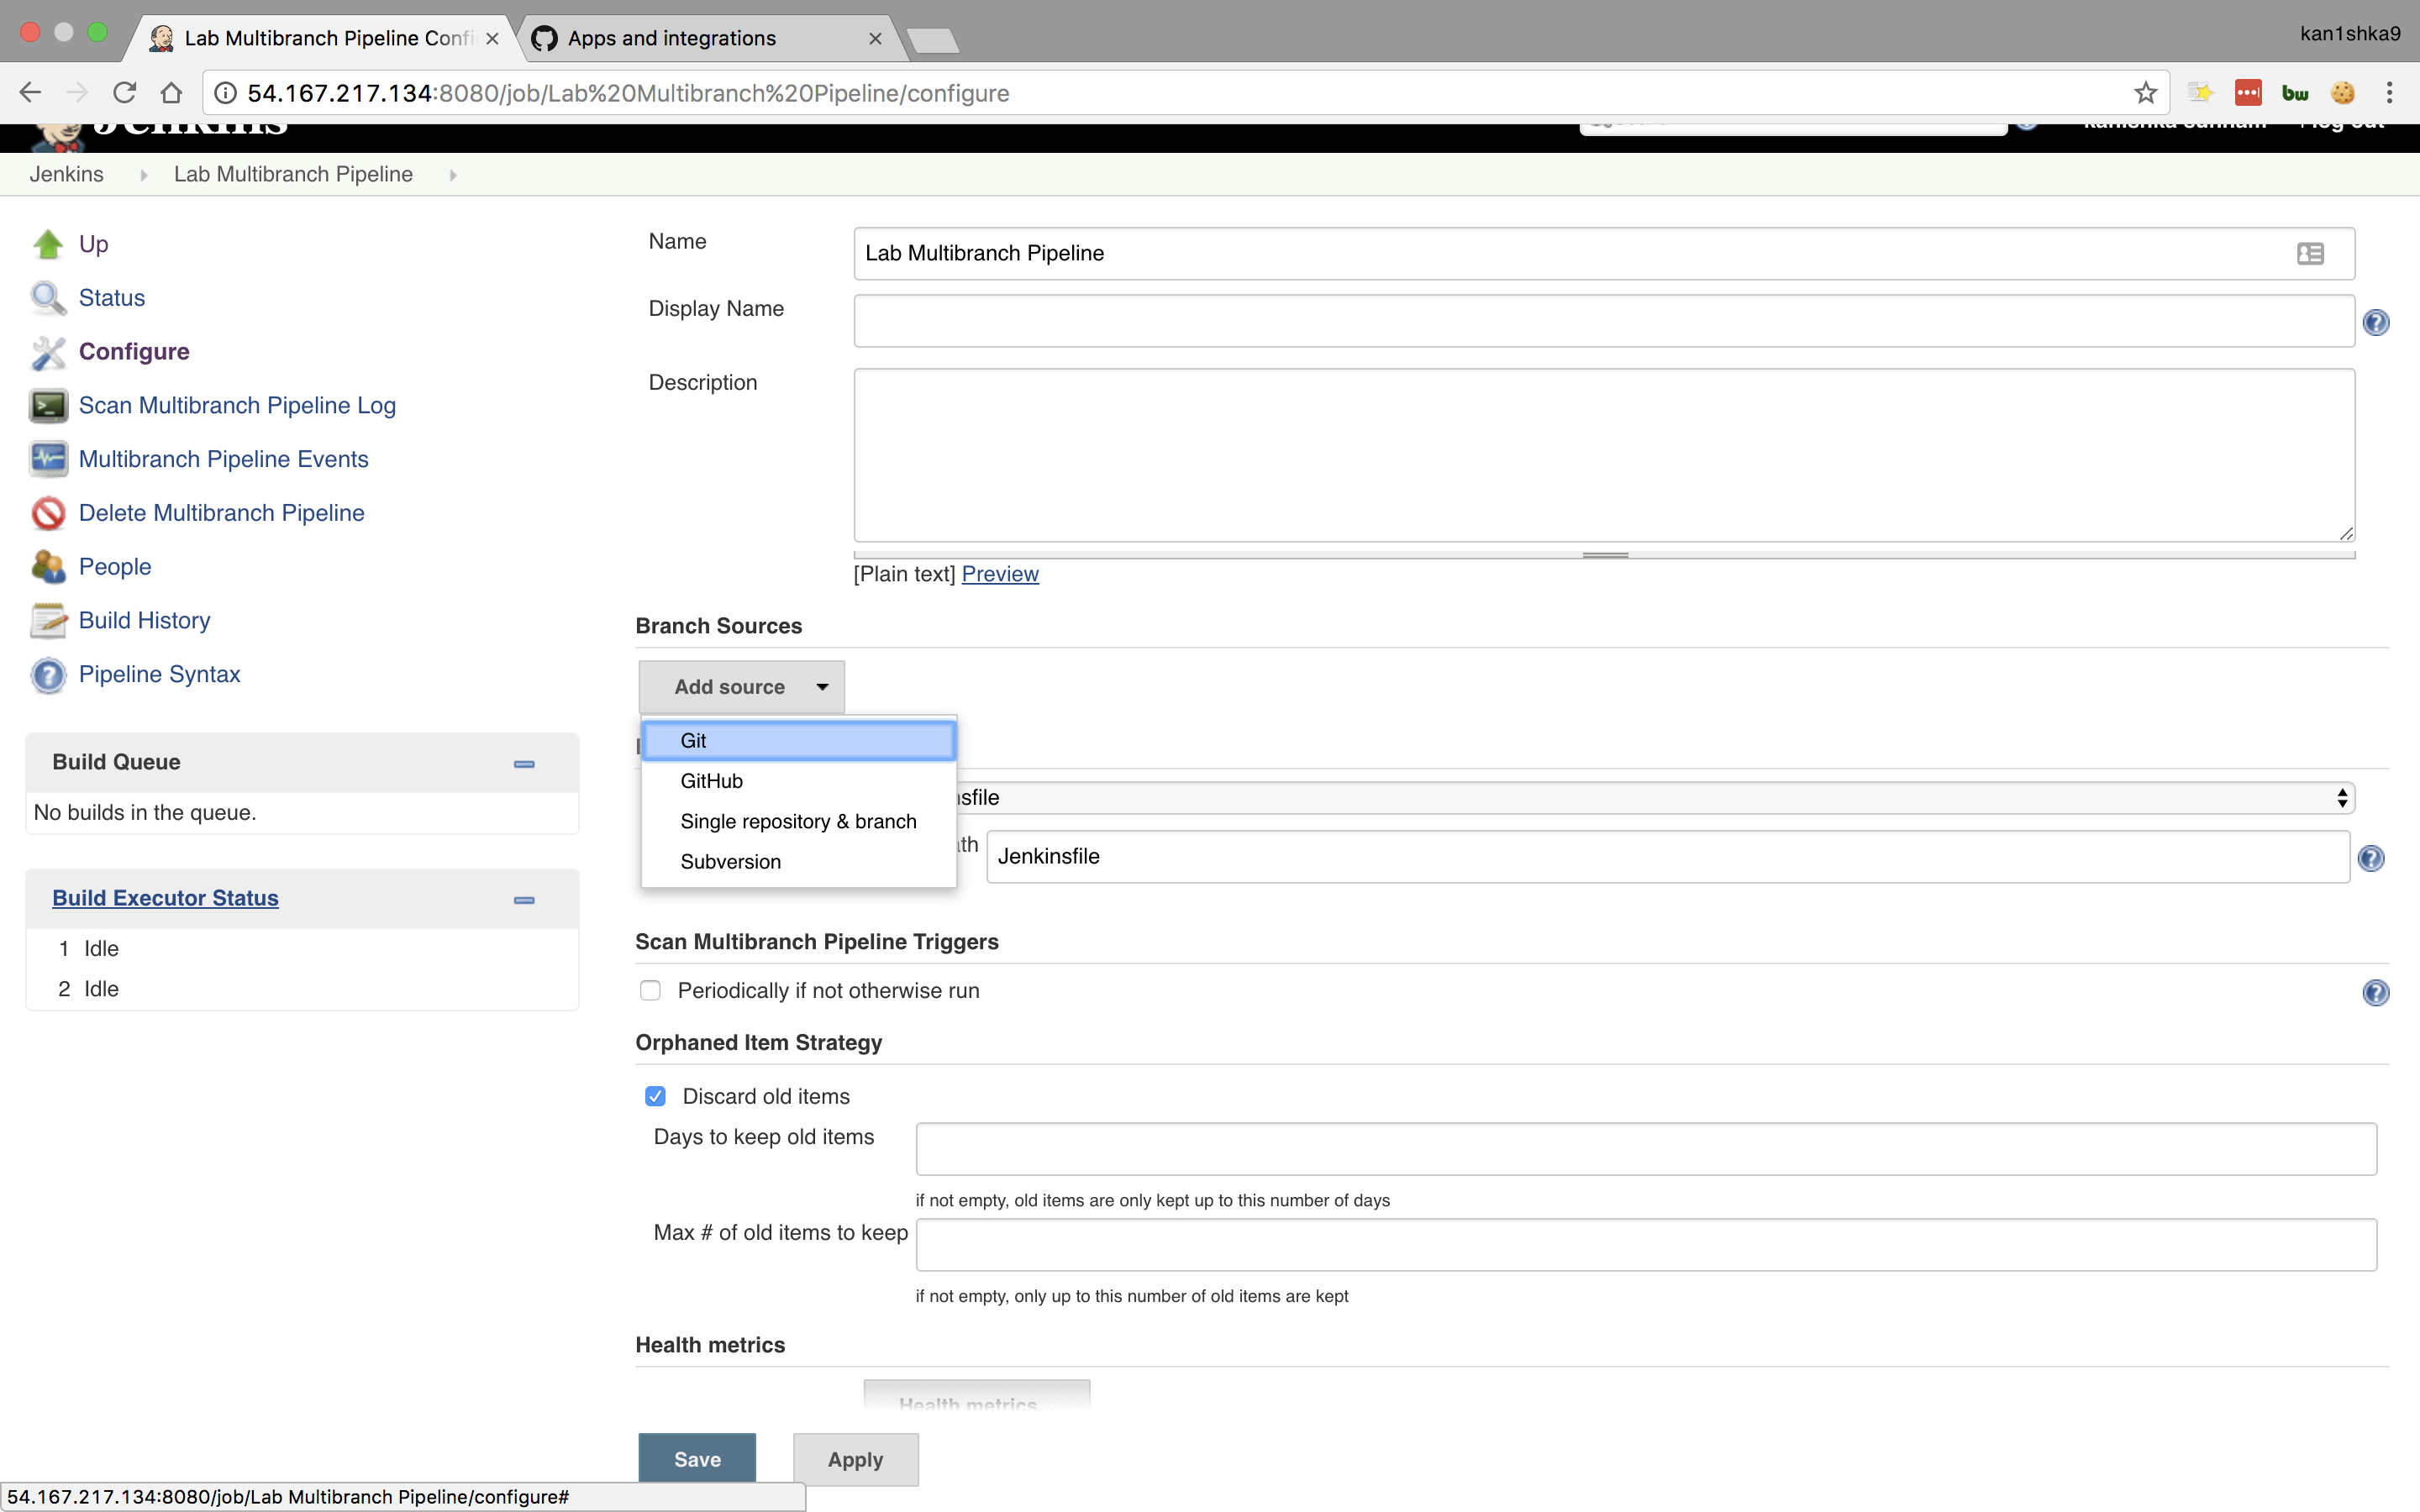 Lab Multibranch Pipeline Confi
Apps and integrations
kan1shka9
54.167.217.134:8080/job/Lab%20Multibranch%20Pipeline/configure
bw
Jenkins
log out
Jenkins
Lab Multibranch Pipeline
Up
Status
Configure
Scan Multibranch Pipeline Log
Multibranch Pipeline Events
Delete Multibranch Pipeline
People
Build History
Pipeline Syntax
Build Queue
No builds in the queue.
Build Executor Status
1 Idle
2 Idle
Name
Lab Multibranch Pipeline
Display Name
Description
[Plain text] Preview
Branch Sources
Add source
Git
GitHub
Single repository & branch
Subversion
sfile
ath
Jenkinsfile
Scan Multibranch Pipeline Triggers
Periodically if not otherwise run
Orphaned Item Strategy
Discard old items
Days to keep old items
if not empty, old items are only kept up to this number of days
Max # of old items to keep
if not empty, only up to this number of old items are kept
Health metrics
Health metrics
Save
Apply
54.167.217.134:8080/job/Lab Multibranch Pipeline/configure#